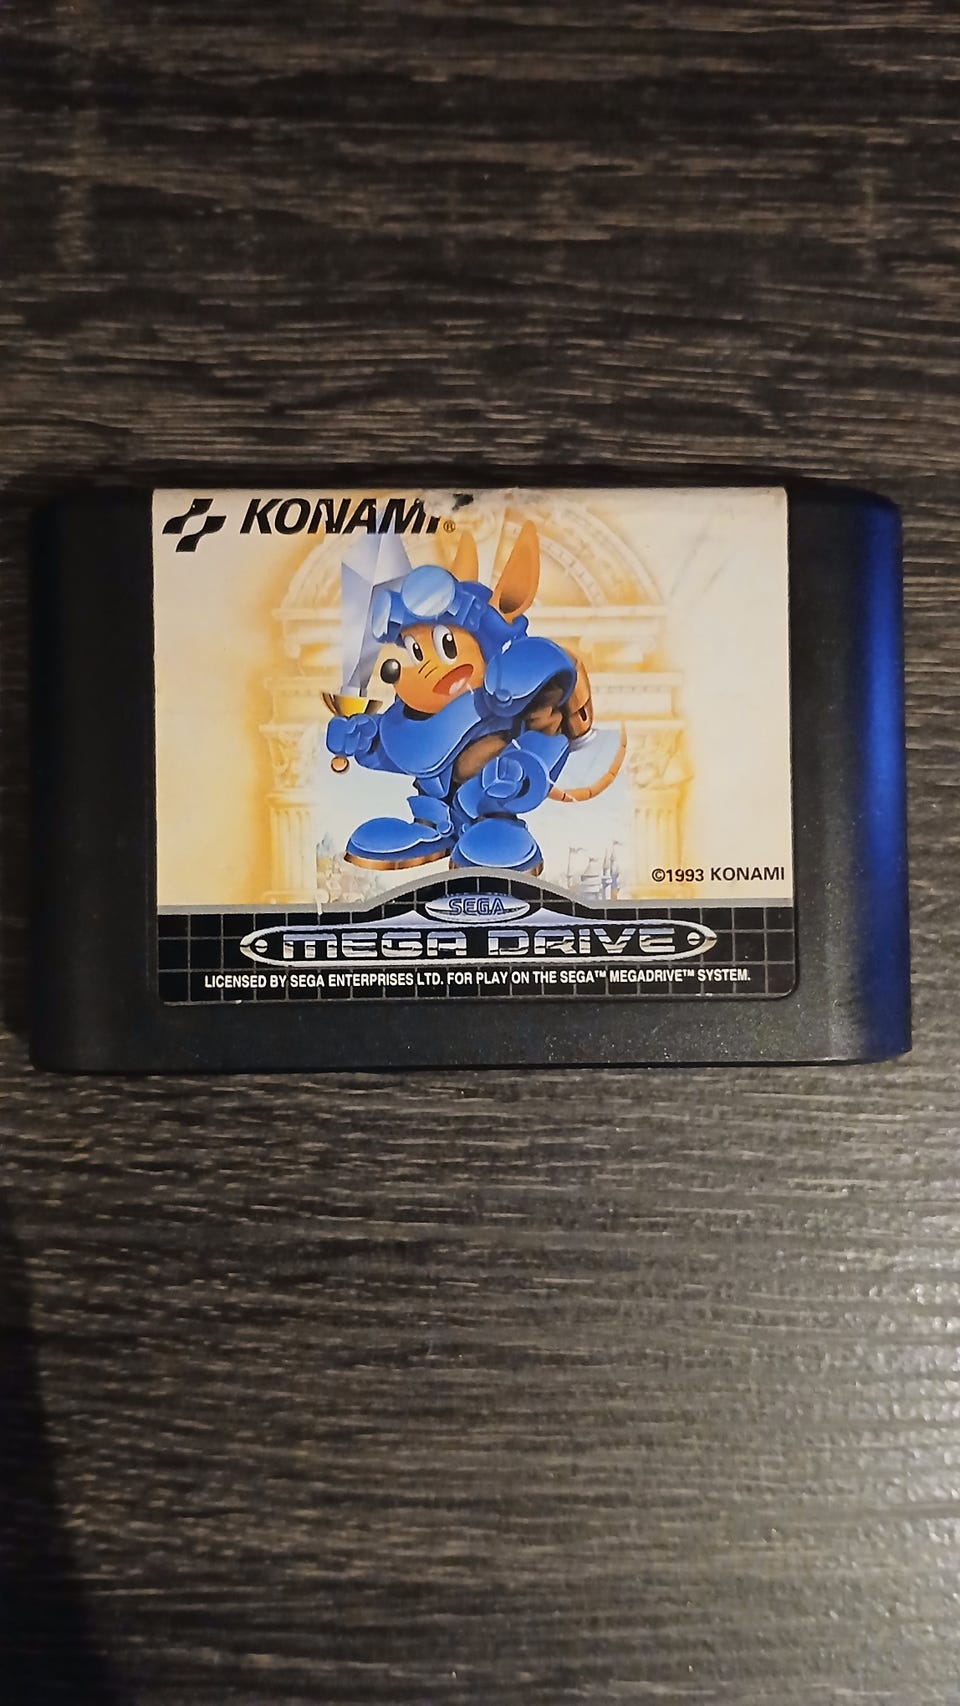 KONAMI®
©1993 KONAMI
SEGA
MEGA DRIVE
LICENSED BY SEGA ENTERPRISES LTD. FOR PLAY ON THE SEGA™ MEGADRIVE™ SYSTEM.